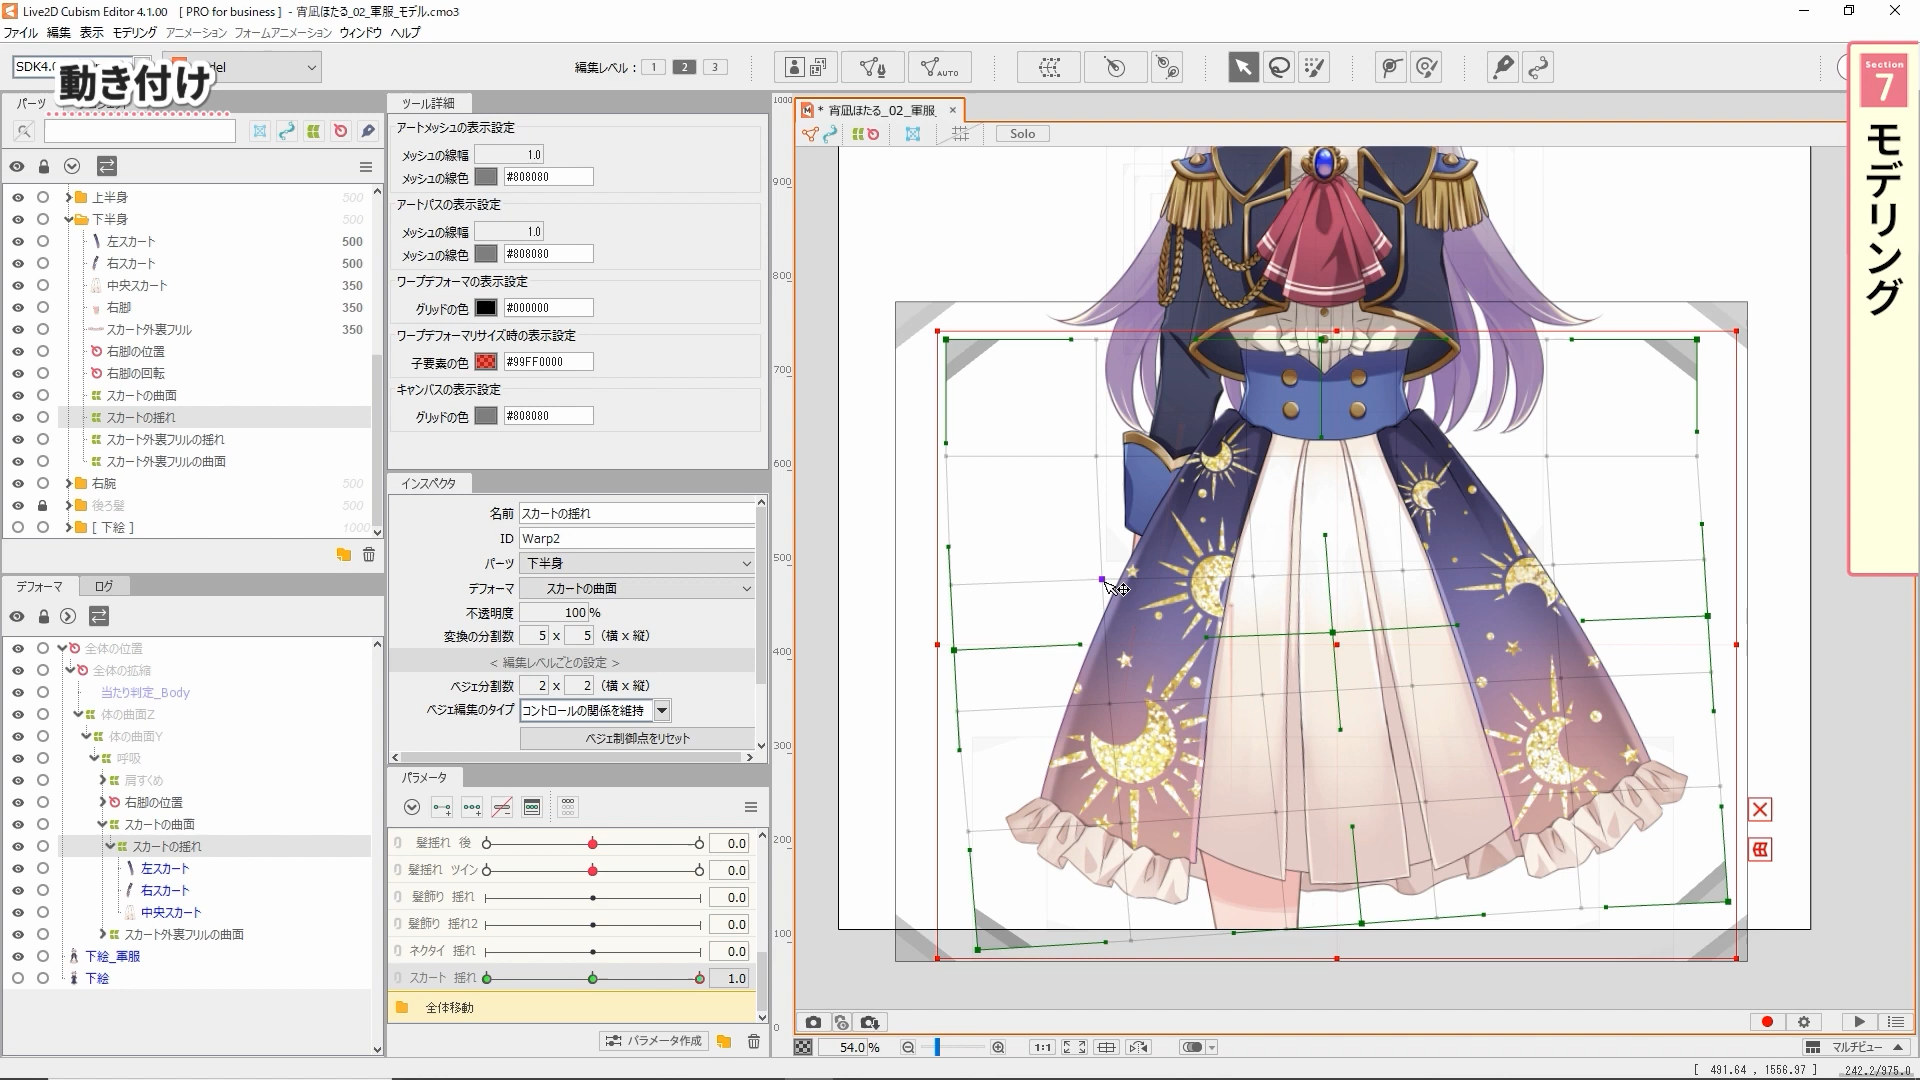 Live2D Cubism Editor 4.1.00 [ PRO for business ] - 宵凪ほたる_02_軍服_モデル.cmo3
ファイル 編集 表示 モデリング アニメーション フォームアニメーション ウィンドウ ヘルプ
SDK4.0
動き付け
編集レベル : 1 2 3
AUTO
Section
7
モデリング
パーツ
ツール詳細
アートメッシュの表示設定
メッシュの線幅 1.0
メッシュの線色 #808080
アートパスの表示設定
メッシュの線幅 1.0
メッシュの線色 #808080
ワープデフォーマの表示設定
グリッドの色 #000000
ワープデフォーマリサイズ時の表示設定
子要素の色 #99FF0000
キャンバスの表示設定
グリッドの色 #808080
上半身 500
下半身 500
左スカート 500
右スカート 500
中央スカート 350
右脚 350
スカート外裏フリル 350
右脚の位置
右脚の回転
スカートの曲面
スカートの揺れ
スカート外裏フリルの揺れ
スカート外裏フリルの曲面
右腕 500
後ろ髪 500
[ 下絵 ] 1000
デフォーマ ログ
全体の位置
全体の拡縮
当たり判定_Body
体の曲面Z
体の曲面Y
呼吸
肩すくめ
右脚の位置
スカートの曲面
スカートの揺れ
左スカート
右スカート
中央スカート
スカート外裏フリルの曲面
下絵_軍服
下絵
インスペクタ
名前 スカートの揺れ
ID Warp2
パーツ 下半身
デフォーマ スカートの曲面
不透明度 100 %
変換の分割数 5 x 5 (横 x 縦)
< 編集レベルごとの設定 >
ベジェ分割数 2 x 2 (横 x 縦)
ベジェ編集のタイプ コントロールの関係を維持
ベジェ制御点をリセット
パラメータ
髪揺れ 後 0.0
髪揺れ ツイン 0.0
髪飾り 揺れ 0.0
髪飾り 揺れ2 0.0
ネクタイ 揺れ 0.0
スカート 揺れ 1.0
全体移動
パラメータ作成
* 宵凪ほたる_02_軍服_
Solo
1000
900
800
700
600
500
400
300
200
100
0
54.0 %
1:1
マルチビュー
[ 491.64 , 1556.97 ] 242.2/975.0